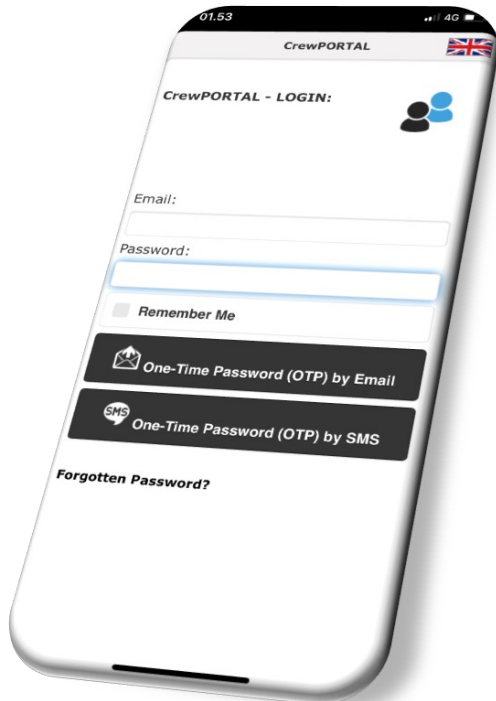 01.53
4G
CrewPORTAL
CrewPORTAL - LOGIN:
Email:
Password:
Remember Me
One-Time Password (OTP) by Email
SMS
One-Time Password (OTP) by SMS
Forgotten Password?